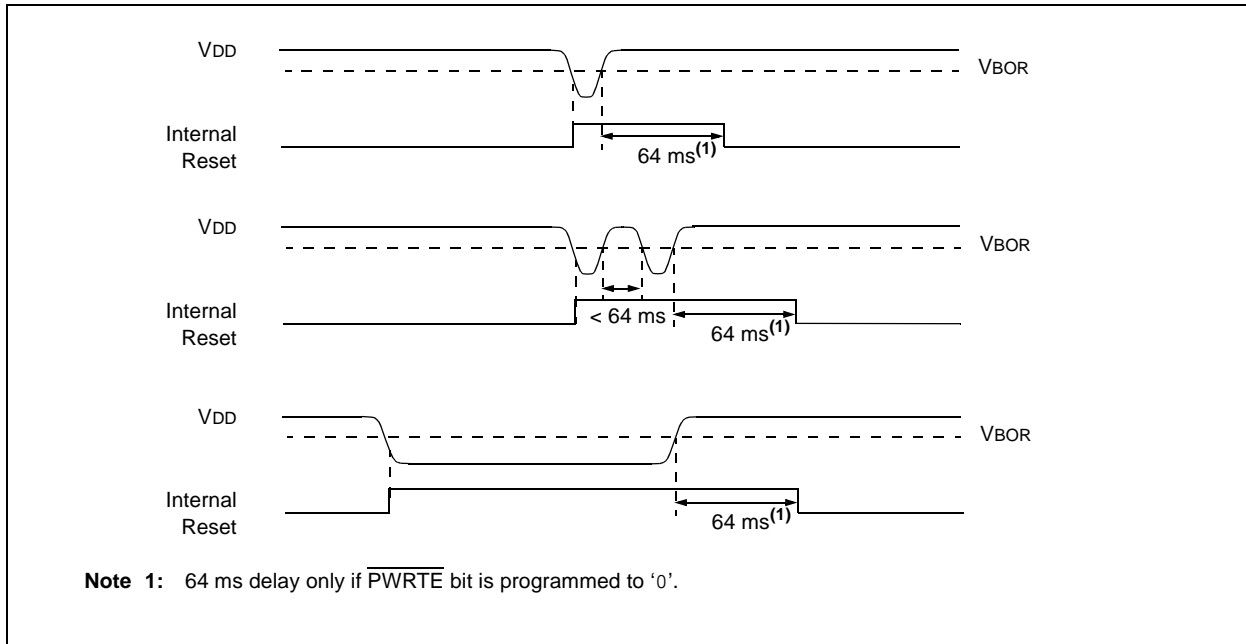 VDD
VBOR
Internal
Reset
64 ms(1)
VDD
VBOR
Internal
Reset
< 64 ms
64 ms(1)
VDD
VBOR
Internal
Reset
64 ms(1)
Note 1: 64 ms delay only if PWRTE bit is programmed to ‘0’.